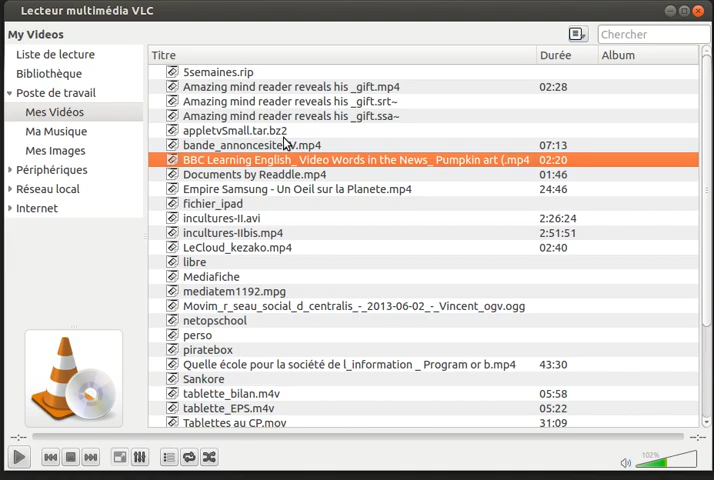 Lecteur multimédia VLC
My Videos
Chercher
Liste de lecture
Bibliothèque
Poste de travail
Mes Vidéos
Ma Musique
Mes Images
Périphériques
Réseau local
Internet
Titre Durée Album
5semaines.rip
Amazing mind reader reveals his _gift.mp4 02:28
Amazing mind reader reveals his _gift.srt~
Amazing mind reader reveals his _gift.ssa~
appletvSmall.tar.bz2
bande_annoncesite V.mp4 07:13
BBC Learning English_ Video Words in the News_ Pumpkin art (.mp4 02:20
Documents by Readdle.mp4 01:46
Empire Samsung - Un Oeil sur la Planete.mp4 24:46
fichier_ipad
incultures-II.avi 2:26:24
incultures-IIbis.mp4 2:51:51
LeCloud_kezako.mp4 02:40
libre
Mediafiche
mediatem1192.mpg
Movim_r_seau_social_d_centralis_-_2013-06-02_-_Vincent_ogv.ogg
netopschool
perso
piratebox
Quelle école pour la société de l_information _ Program or b.mp4 43:30
Sankore
tablette_bilan.m4v 05:58
tablette_EPS.m4v 05:22
Tablettes au CP.mov 31:09
--:-- --:--
102%